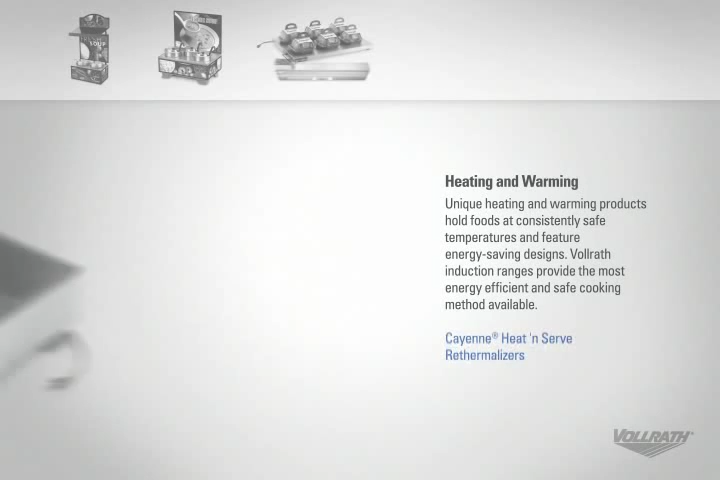 SOUP
Heating and Warming
Unique heating and warming products
hold foods at consistently safe
temperatures and feature
energy-saving designs. Vollrath
induction ranges provide the most
energy efficient and safe cooking
method available.
Cayenne® Heat 'n Serve
Rethermalizers
VOLLRATH